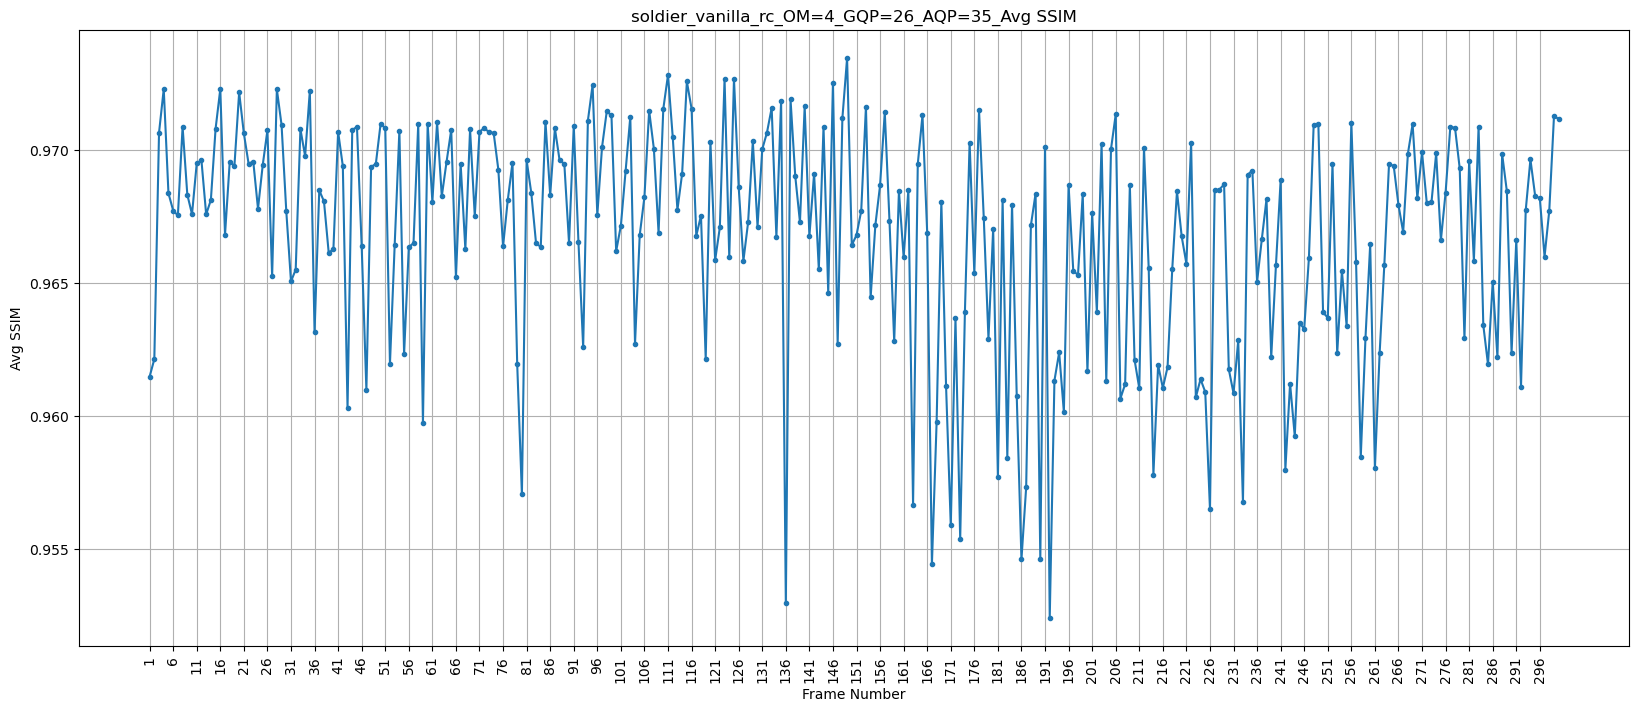 soldier_vanilla_rc_OM=4_GQP=26_AQP=35_Avg SSIM
Avg SSIM
0.970
0.965
0.960
0.955
1 6 11 16 21 26 31 36 41 46 51 56 61 66 71 76 81 86 91 96 101 106 111 116 121 126 131 136 141 146 151 156 161 166 171 176 181 186 191 196 201 206 211 216 221 226 231 236 241 246 251 256 261 266 271 276 281 286 291 296
Frame Number